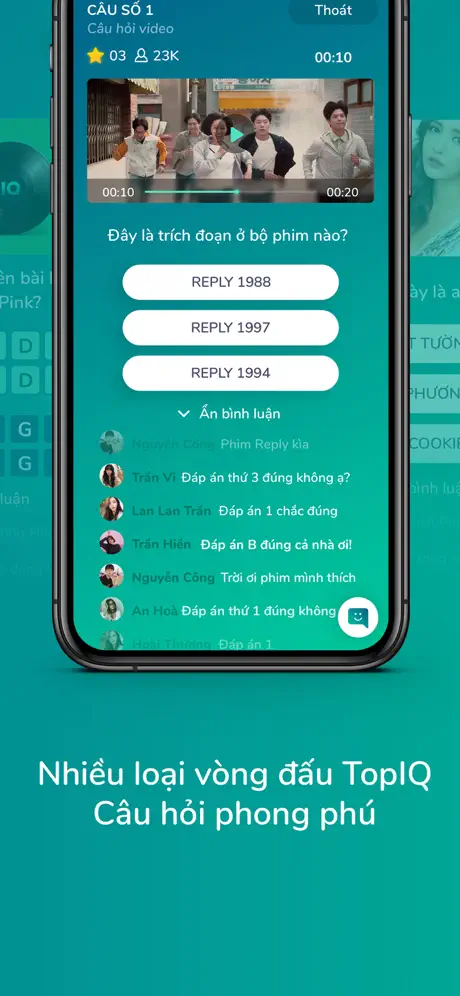 CÂU SỐ 1
Thoát
Câu hỏi video
03
23K
00:10
00:10
00:20
Đây là trích đoạn ở bộ phim nào?
REPLY 1988
REPLY 1997
REPLY 1994
Ẩn bình luận
Nguyễn Công Phim Reply kìa
Trần Vi Đáp án thứ 3 đúng không ạ?
Lan Lan Trần Đáp án 1 chắc đúng
Trần Hiền Đáp án B đúng cả nhà ơi!
Nguyễn Công Trời ơi phim mình thích
An Hoà Đáp án thứ 1 đúng không
Hoài Thương Đáp án 1
IQ
ên bài
Pink?
D
D
G
G
luận
ày là a
T TƯỜN
PHƯƠN
COOKIE
ình luậ
Nhiều loại vòng đấu TopIQ
Câu hỏi phong phú